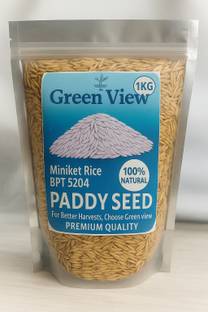 1KG
Green View
Miniket Rice
BPT 5204
100%
NATURAL
PADDY SEED
For Better Harvests, Choose Green view
PREMIUM QUALITY